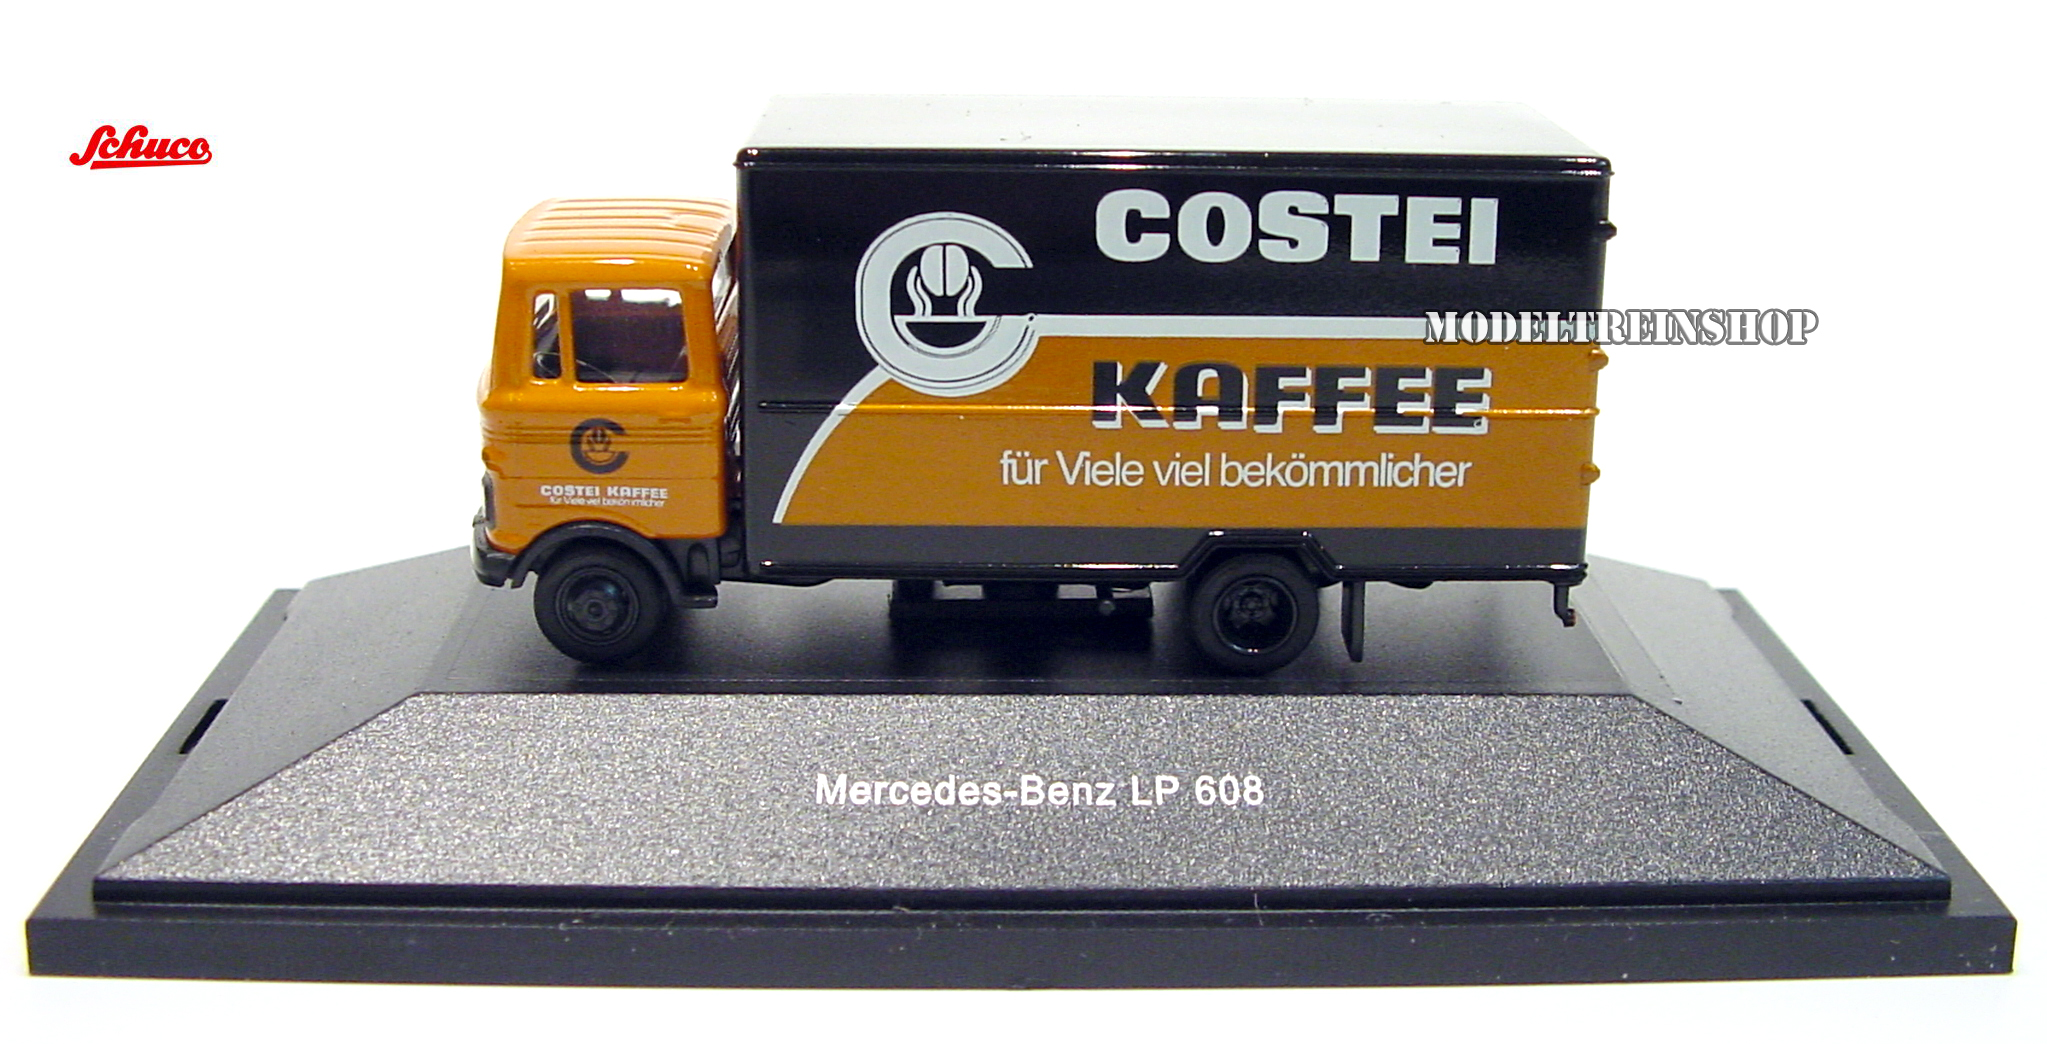 Schuco
COSTEI
MODELTREINSHOP
KAFFEE
für Viele viel bekömmlicher
COSTEI KAFFEE
für Viele viel bekömmlicher
Mercedes-Benz LP 608